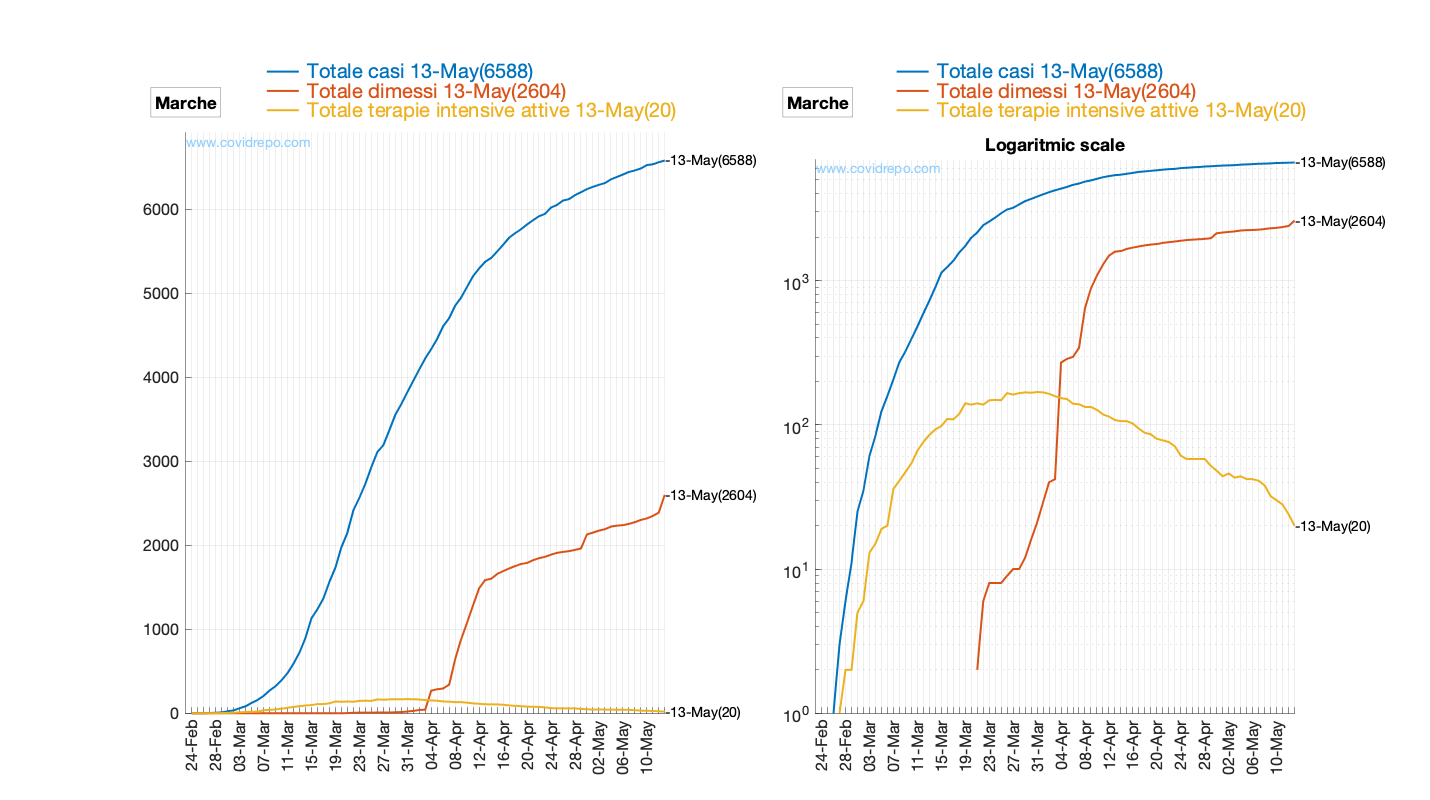 Totale casi 13-May(6588)
Totale dimessi 13-May(2604)
Totale terapie intensive attive 13-May(20)
Marche
www.covidrepo.com
13-May(6588)
13-May(2604)
13-May(20)
6000
5000
4000
3000
2000
1000
0
24-Feb
28-Feb
03-Mar
07-Mar
11-Mar
15-Mar
19-Mar
23-Mar
27-Mar
31-Mar
04-Apr
08-Apr
12-Apr
16-Apr
20-Apr
24-Apr
28-Apr
02-May
06-May
10-May
Totale casi 13-May(6588)
Totale dimessi 13-May(2604)
Totale terapie intensive attive 13-May(20)
Marche
Logaritmic scale
www.covidrepo.com
13-May(6588)
13-May(2604)
13-May(20)
10³
10²
10¹
10⁰
24-Feb
28-Feb
03-Mar
07-Mar
11-Mar
15-Mar
19-Mar
23-Mar
27-Mar
31-Mar
04-Apr
08-Apr
12-Apr
16-Apr
20-Apr
24-Apr
28-Apr
02-May
06-May
10-May